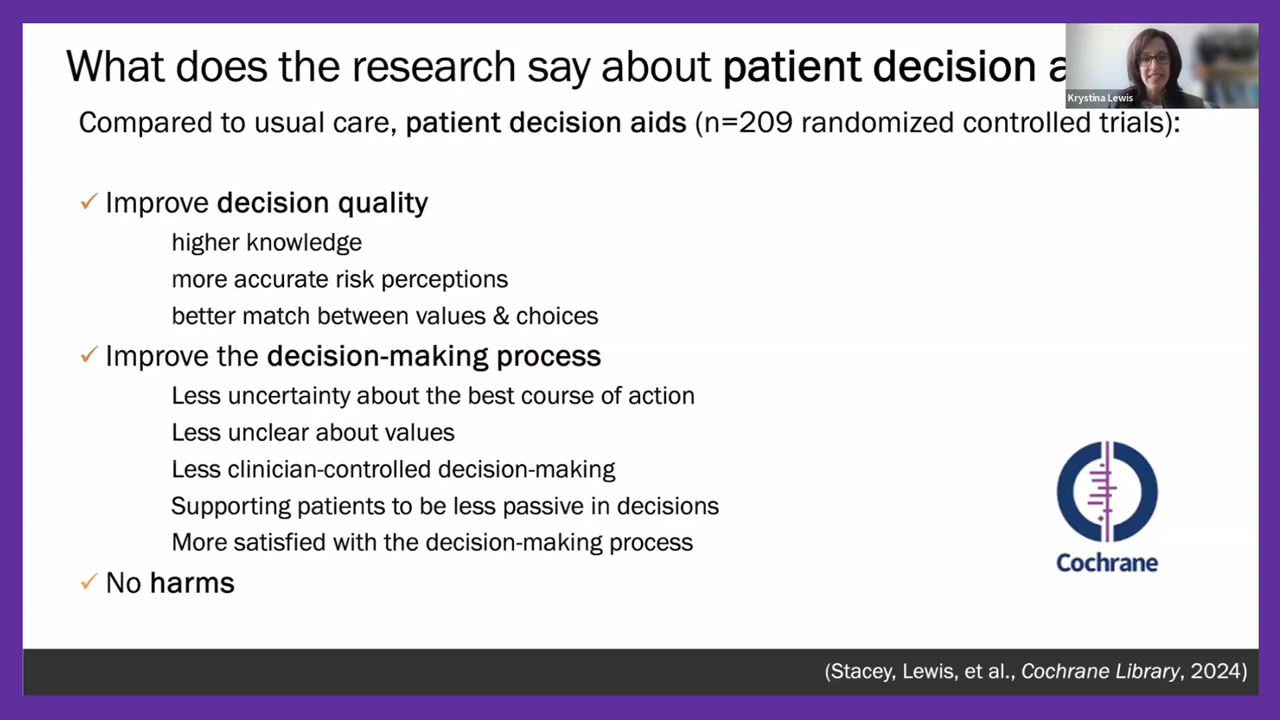 What does the research say about patient decision a
Krystina Lewis
Compared to usual care, patient decision aids (n=209 randomized controlled trials):
✓ Improve decision quality
higher knowledge
more accurate risk perceptions
better match between values & choices
✓ Improve the decision-making process
Less uncertainty about the best course of action
Less unclear about values
Less clinician-controlled decision-making
Supporting patients to be less passive in decisions
More satisfied with the decision-making process
✓ No harms
Cochrane
(Stacey, Lewis, et al., Cochrane Library, 2024)